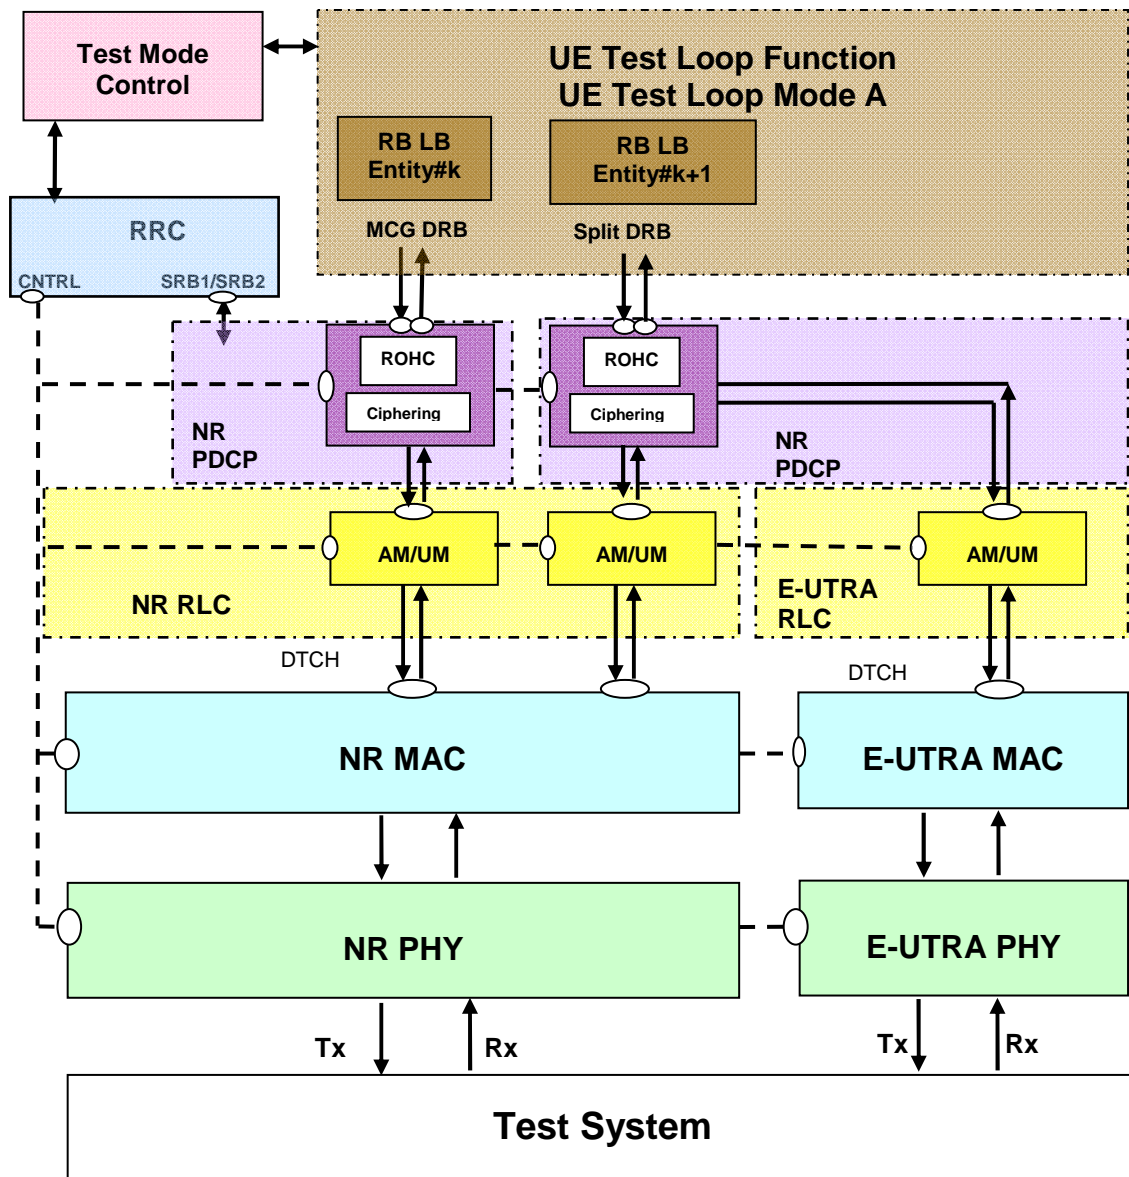 Test Mode
Control
UE Test Loop Function
UE Test Loop Mode A
RB LB
Entity#k
RB LB
Entity#k+1
MCG DRB
Split DRB
RRC
CNTRL
SRB1/SRB2
ROHC
Ciphering
ROHC
Ciphering
NR
PDCP
NR
PDCP
AM/UM
AM/UM
AM/UM
NR RLC
E-UTRA
RLC
DTCH
DTCH
NR MAC
E-UTRA MAC
NR PHY
E-UTRA PHY
Tx
Rx
Tx
Rx
Test System